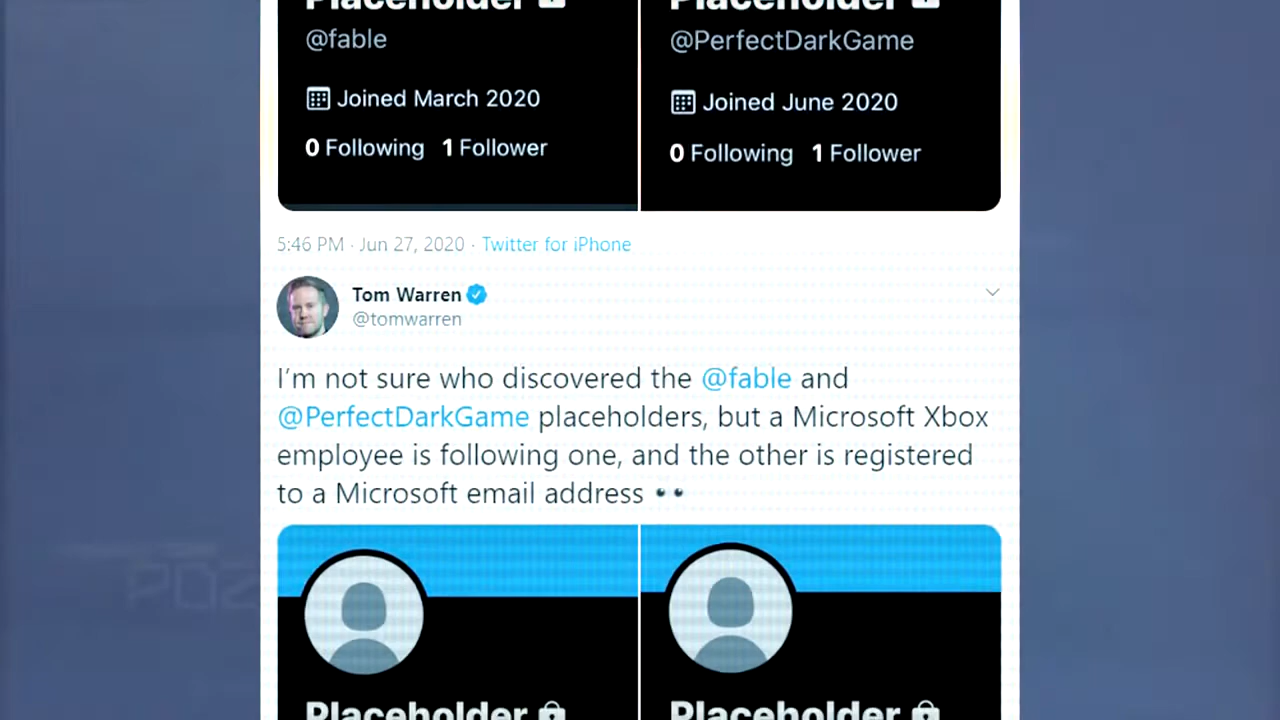 Placeholder Placeholder
@fable @PerfectDarkGame
Joined March 2020 Joined June 2020
0 Following 1 Follower 0 Following 1 Follower
5:46 PM · Jun 27, 2020 · Twitter for iPhone
Tom Warren
@tomwarren
I'm not sure who discovered the @fable and
@PerfectDarkGame placeholders, but a Microsoft Xbox
employee is following one, and the other is registered
to a Microsoft email address 👀
Placeholder Placeholder